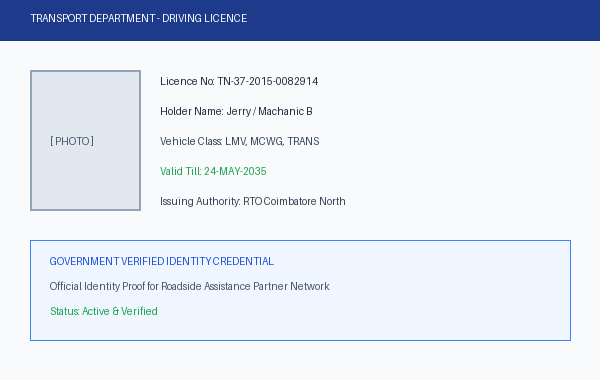 TRANSPORT DEPARTMENT - DRIVING LICENCE
Licence No: TN-37-2015-0082914
Holder Name: Jerry / Machanic B
[ PHOTO ]
Vehicle Class: LMV, MCWG, TRANS
Valid Till: 24-MAY-2035
Issuing Authority: RTO Coimbatore North
GOVERNMENT VERIFIED IDENTITY CREDENTIAL
Official Identity Proof for Roadside Assistance Partner Network
Status: Active & Verified